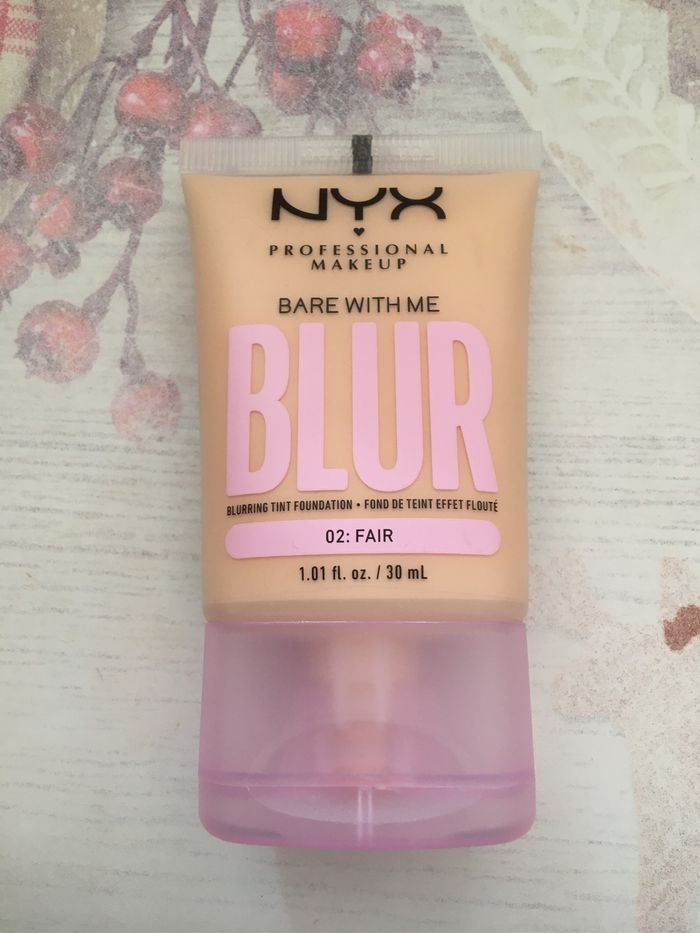 NYX
PROFESSIONAL
MAKEUP
BARE WITH ME
BLUR
BLURRING TINT FOUNDATION • FOND DE TEINT EFFET FLOUTÉ
02: FAIR
1.01 fl. oz. / 30 mL